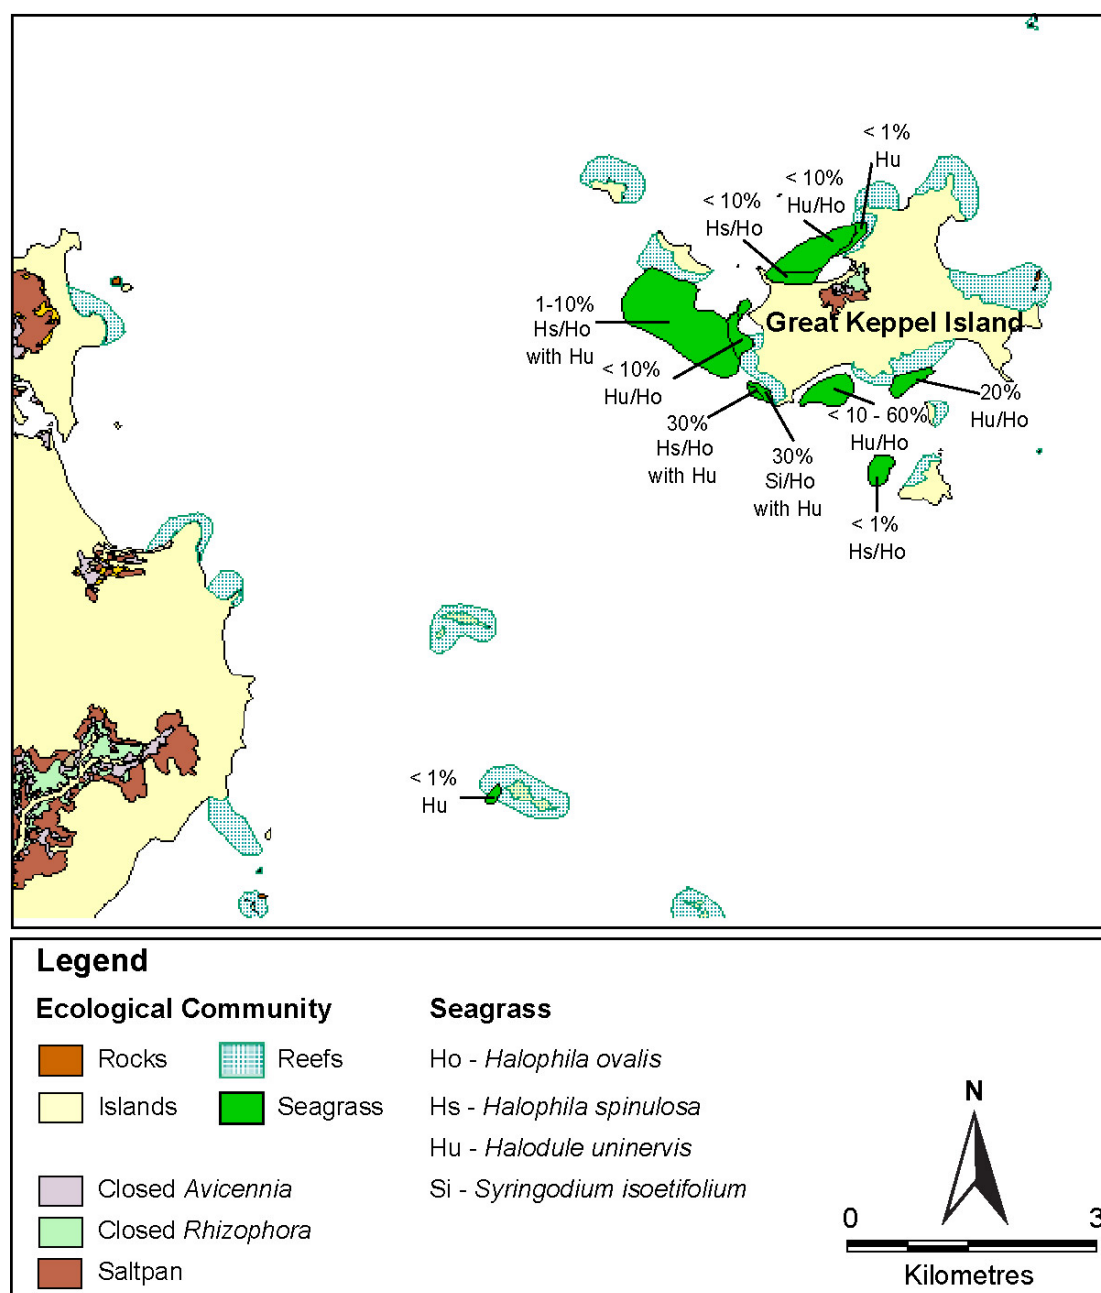 < 1%
Hu
< 10%
Hu/Ho
< 10%
Hs/Ho
1-10%
Hs/Ho
with Hu
Great Keppel Island
< 10%
Hu/Ho
20%
Hu/Ho
< 10 - 60%
Hu/Ho
30%
Hs/Ho
with Hu
30%
Si/Ho
with Hu
< 1%
Hs/Ho
< 1%
Hu
Legend
Ecological Community
Rocks
Reefs
Islands
Seagrass
Closed Avicennia
Closed Rhizophora
Saltpan
Seagrass
Ho - Halophila ovalis
Hs - Halophila spinulosa
Hu - Halodule uninervis
Si - Syringodium isoetifolium
N
0 3
Kilometres